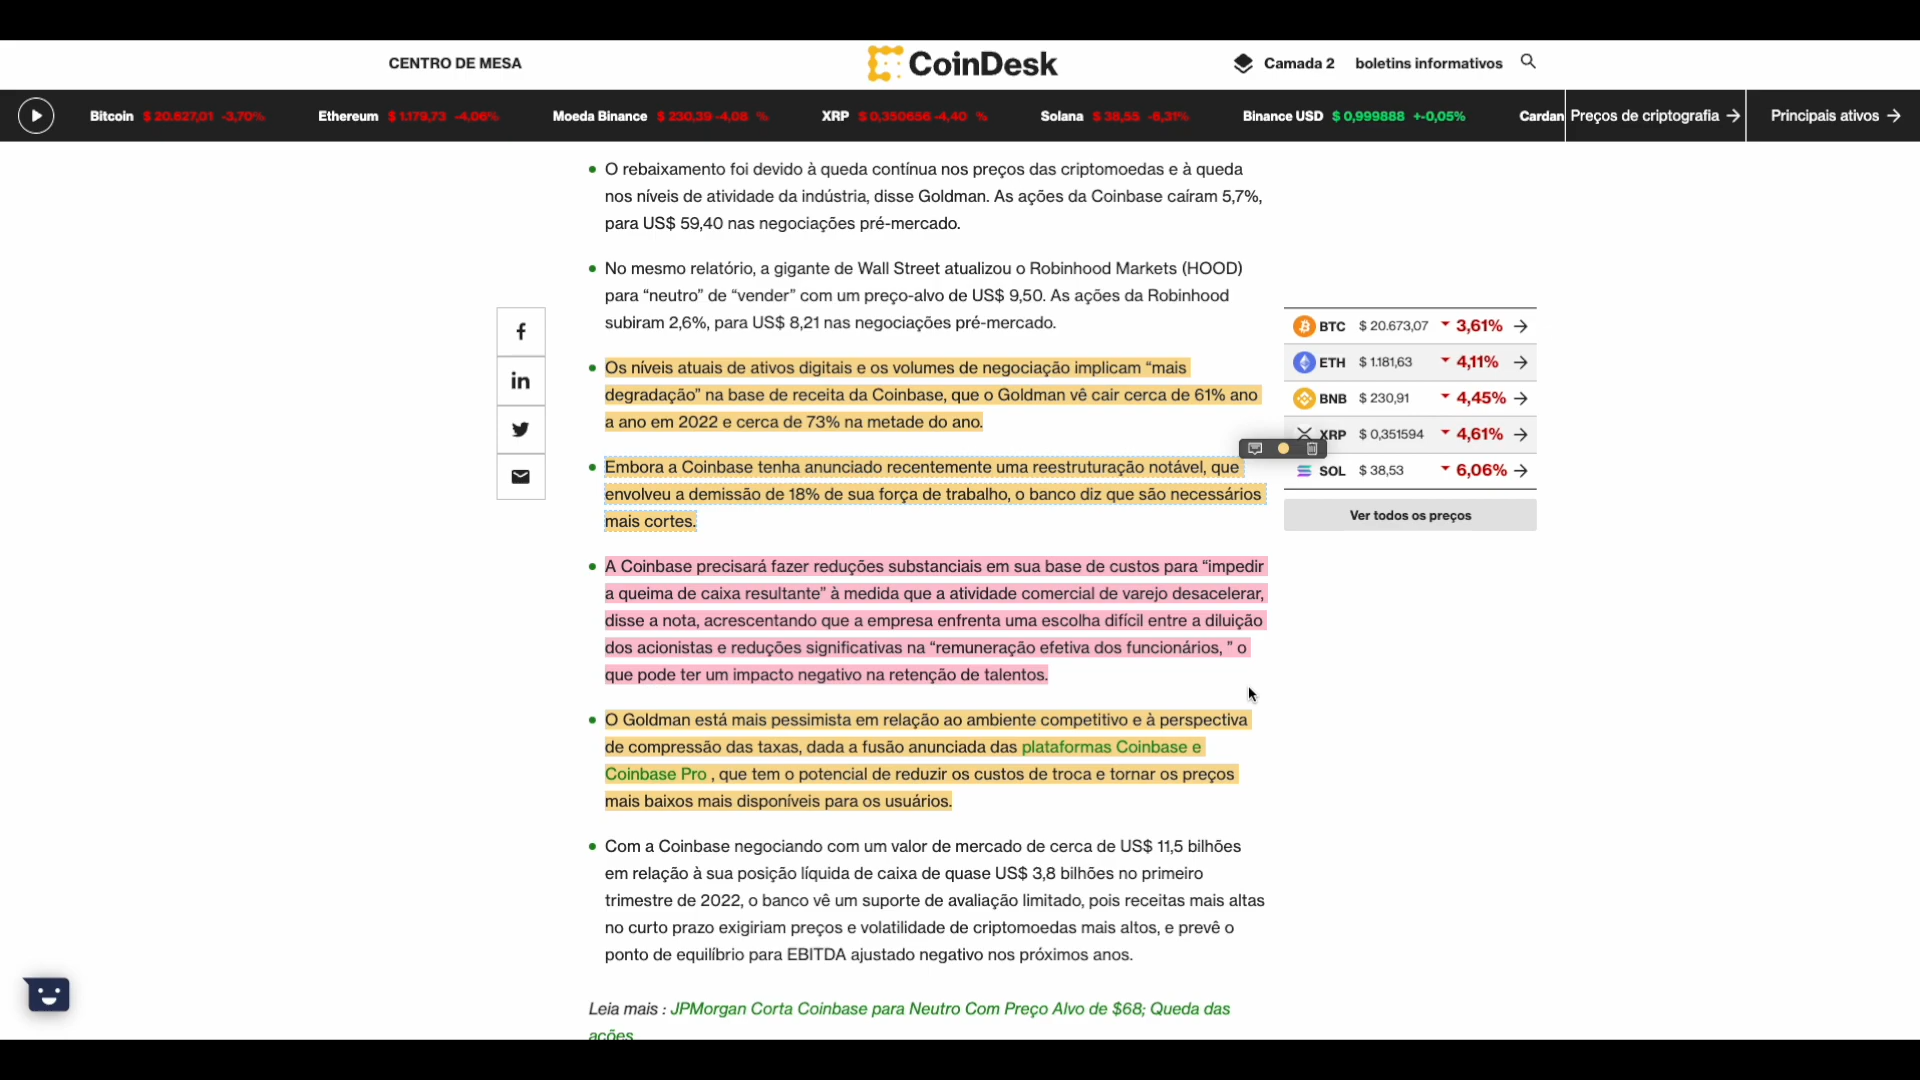 CENTRO DE MESA
CoinDesk
Camada 2
boletins informativos
Bitcoin $ 20.627,01 -3,70%
Ethereum $ 1.179,73 -4,06%
Moeda Binance $ 230,39 -4,08 %
XRP $ 0,350656 -4,40 %
Solana $ 38,55 -6,31%
Binance USD $ 0,999888 +-0,05%
Cardan
Preços de criptografia
Principais ativos
O rebaixamento foi devido à queda contínua nos preços das criptomoedas e à queda
nos níveis de atividade da indústria, disse Goldman. As ações da Coinbase caíram 5,7%,
para US$ 59,40 nas negociações pré-mercado.
No mesmo relatório, a gigante de Wall Street atualizou o Robinhood Markets (HOOD)
para “neutro” de “vender” com um preço-alvo de US$ 9,50. As ações da Robinhood
subiram 2,6%, para US$ 8,21 nas negociações pré-mercado.
Os níveis atuais de ativos digitais e os volumes de negociação implicam “mais
degradação” na base de receita da Coinbase, que o Goldman vê cair cerca de 61% ano
a ano em 2022 e cerca de 73% na metade do ano.
Embora a Coinbase tenha anunciado recentemente uma reestruturação notável, que
envolveu a demissão de 18% de sua força de trabalho, o banco diz que são necessários
mais cortes.
A Coinbase precisará fazer reduções substanciais em sua base de custos para “impedir
a queima de caixa resultante” à medida que a atividade comercial de varejo desacelerar,
disse a nota, acrescentando que a empresa enfrenta uma escolha difícil entre a diluição
dos acionistas e reduções significativas na “remuneração efetiva dos funcionários, ” o
que pode ter um impacto negativo na retenção de talentos.
O Goldman está mais pessimista em relação ao ambiente competitivo e à perspectiva
de compressão das taxas, dada a fusão anunciada das plataformas Coinbase e
Coinbase Pro , que tem o potencial de reduzir os custos de troca e tornar os preços
mais baixos mais disponíveis para os usuários.
Com a Coinbase negociando com um valor de mercado de cerca de US$ 11,5 bilhões
em relação à sua posição líquida de caixa de quase US$ 3,8 bilhões no primeiro
trimestre de 2022, o banco vê um suporte de avaliação limitado, pois receitas mais altas
no curto prazo exigiriam preços e volatilidade de criptomoedas mais altos, e prevê o
ponto de equilíbrio para EBITDA ajustado negativo nos próximos anos.
Leia mais : JPMorgan Corta Coinbase para Neutro Com Preço Alvo de $68; Queda das
ações
BTC $ 20.673,07 3,61%
ETH $ 1.181,63 4,11%
BNB $ 230,91 4,45%
XRP $ 0,351594 4,61%
SOL $ 38,53 6,06%
Ver todos os preços